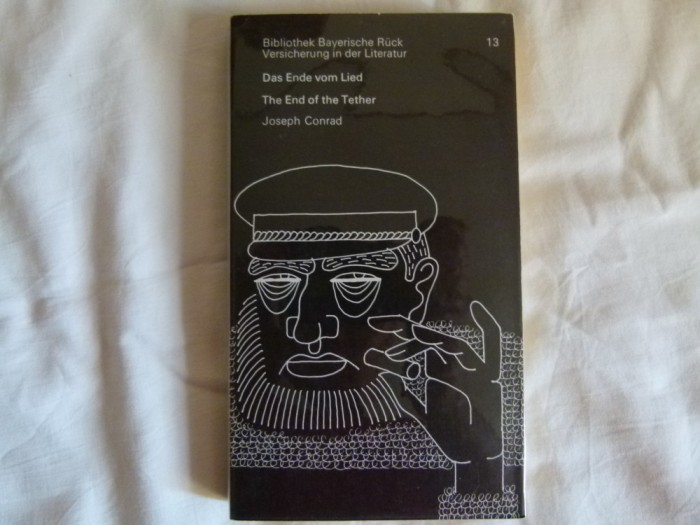 Bibliothek Bayerische Rück 13
Versicherung in der Literatur
Das Ende vom Lied
The End of the Tether
Joseph Conrad